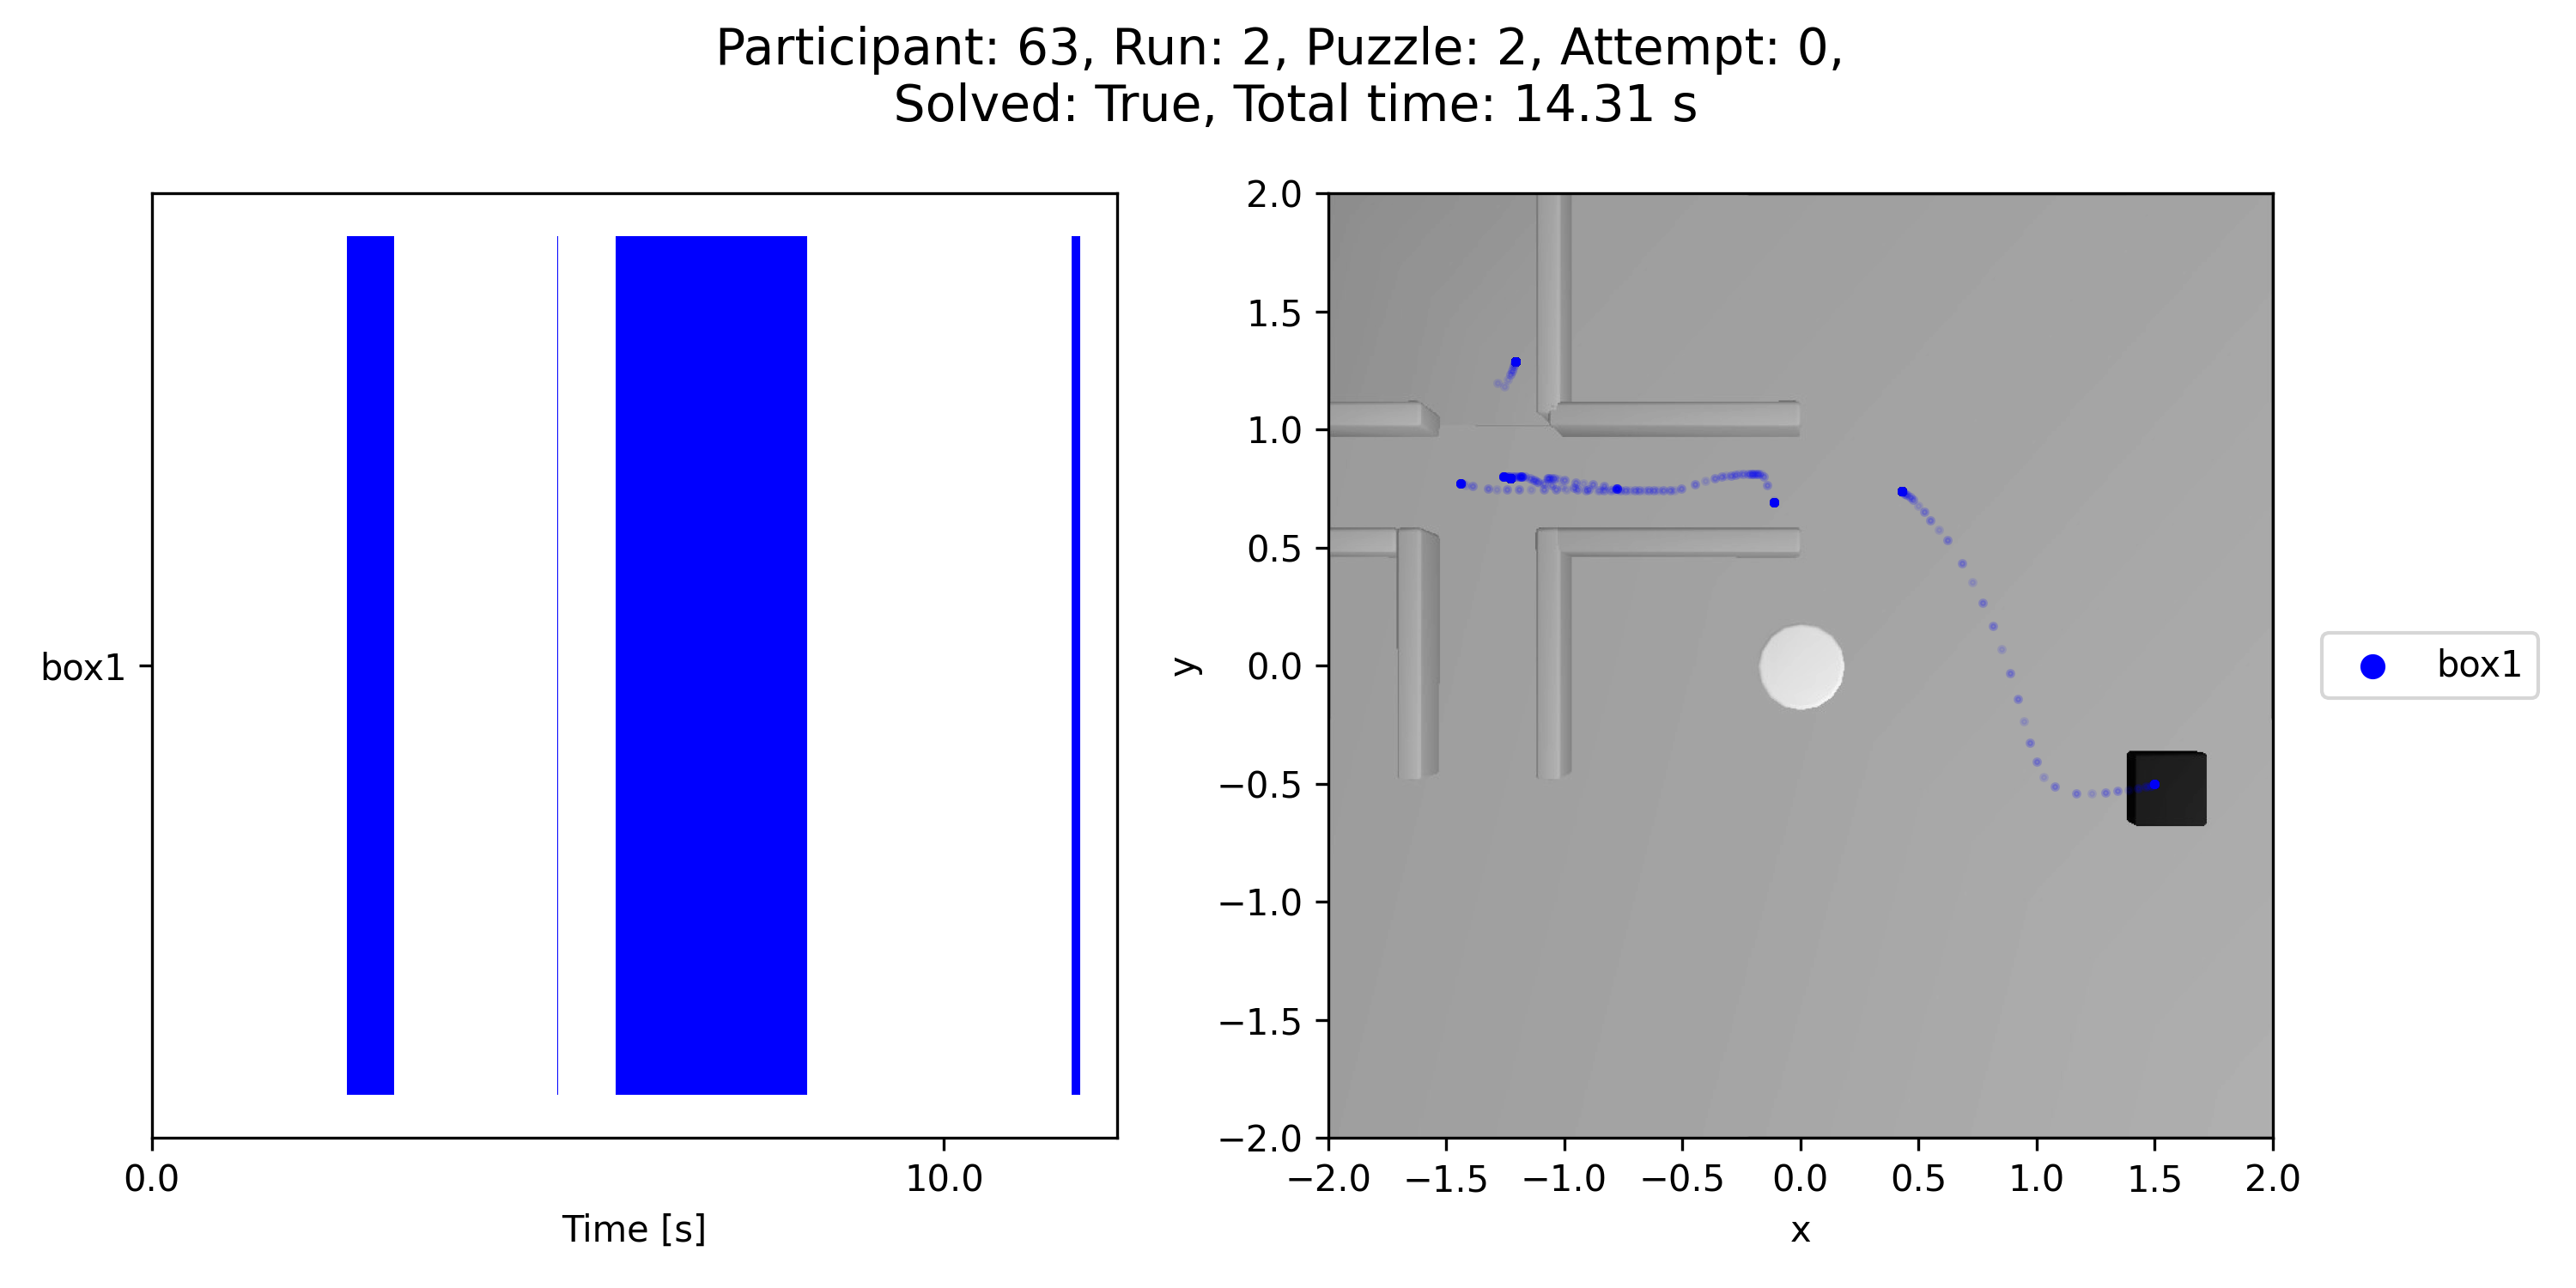 Participant: 63, Run: 2, Puzzle: 2, Attempt: 0,
Solved: True, Total time: 14.31 s
box1
0.0
10.0
Time [s]
y
2.0
1.5
1.0
0.5
0.0
−0.5
−1.0
−1.5
−2.0
−2.0 −1.5 −1.0 −0.5 0.0 0.5 1.0 1.5 2.0
x
box1